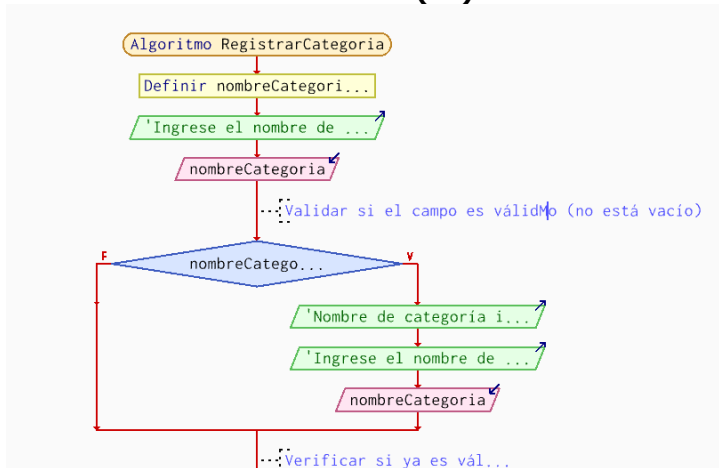 Algoritmo RegistrarCategoria
Definir nombreCategori...
'Ingrese el nombre de ...
nombreCategoria
Validar si el campo es válidMo (no está vacío)
F
nombreCatego...
V
'Nombre de categoría i...
'Ingrese el nombre de ...
nombreCategoria
Verificar si ya es vál...